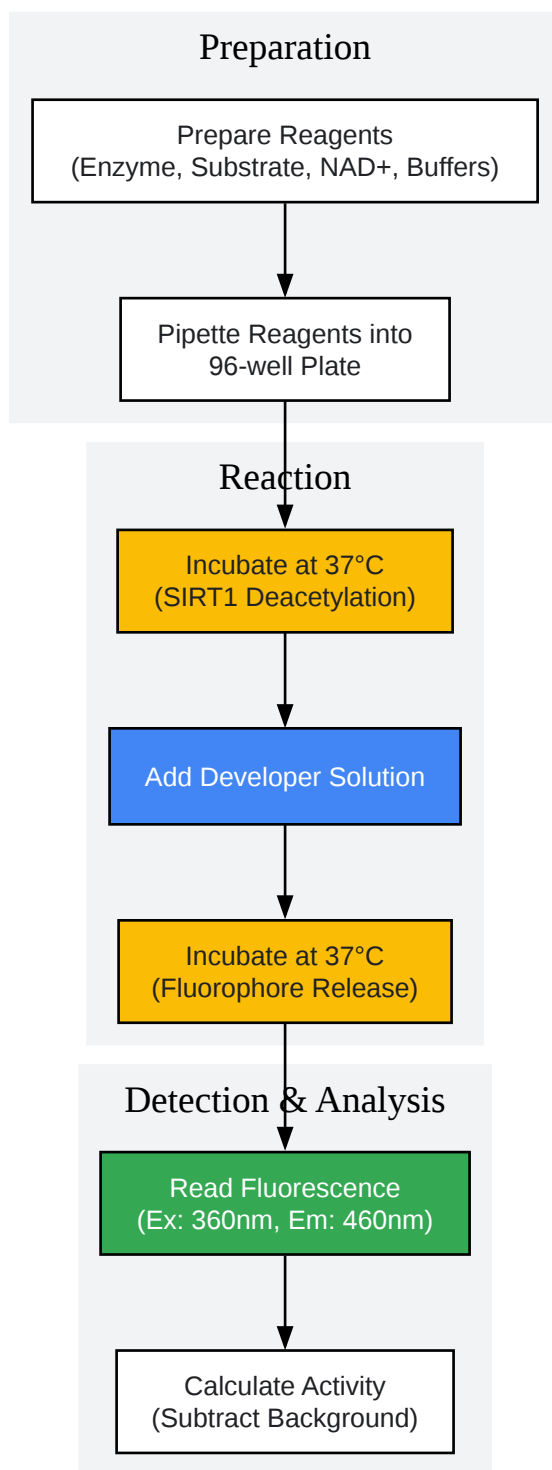 Preparation
Prepare Reagents
(Enzyme, Substrate, NAD+, Buffers)
Pipette Reagents into
96-well Plate
Reaction
Incubate at 37°C
(SIRT1 Deacetylation)
Add Developer Solution
Incubate at 37°C
(Fluorophore Release)
Detection & Analysis
Read Fluorescence
(Ex: 360nm, Em: 460nm)
Calculate Activity
(Subtract Background)